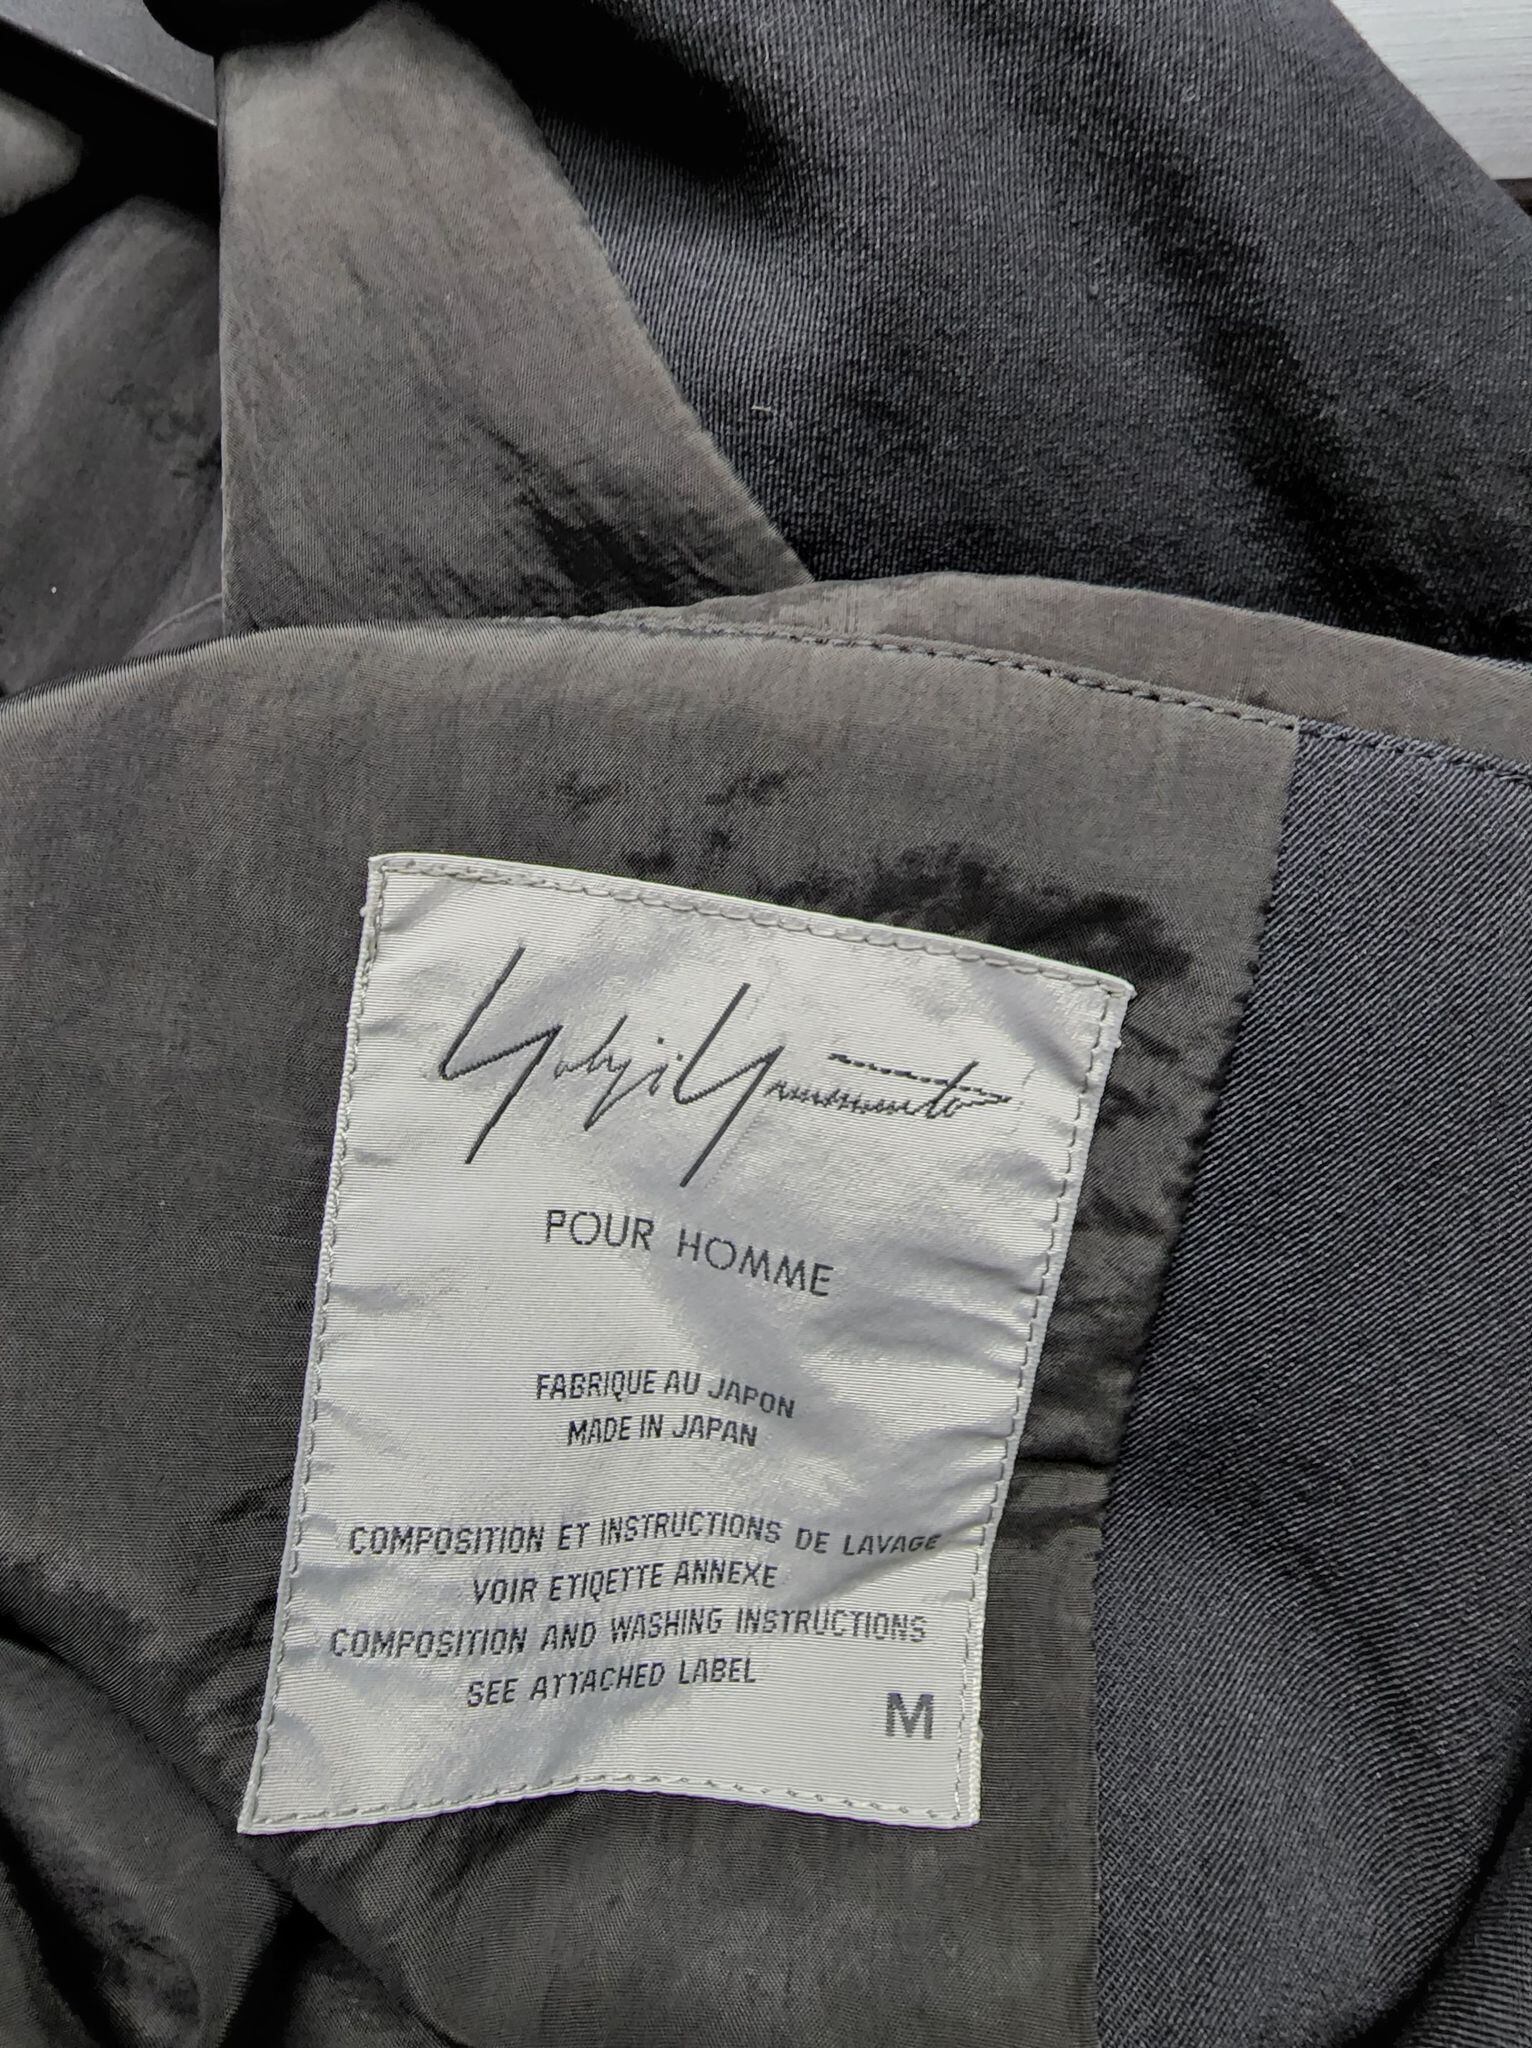 Yohji Yamamoto
POUR HOMME
FABRIQUE AU JAPON
MADE IN JAPAN
COMPOSITION ET INSTRUCTIONS DE LAVAGE
VOIR ETIQETTE ANNEXE
COMPOSITION AND WASHING INSTRUCTIONS
SEE ATTACHED LABEL
M